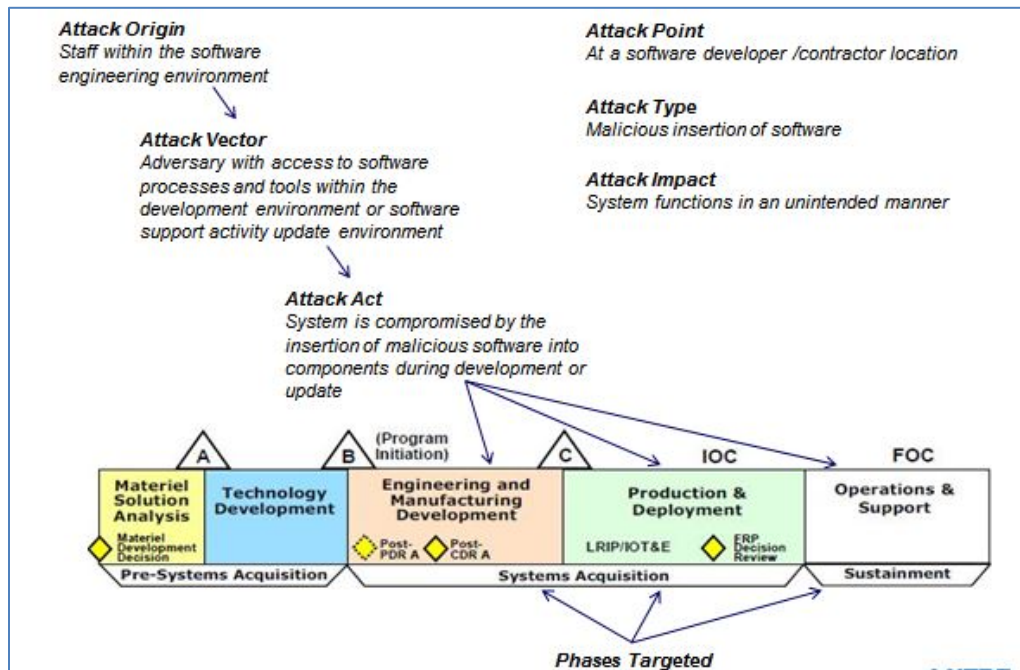 Attack Origin
Staff within the software
engineering environment
Attack Point
At a software developer /contractor location
Attack Vector
Adversary with access to software
processes and tools within the
development environment or software
support activity update environment
Attack Type
Malicious insertion of software
Attack Impact
System functions in an unintended manner
Attack Act
System is compromised by the
insertion of malicious software into
components during development or
update
A
B
(Program
Initiation)
C
IOC
FOC
Materiel
Solution
Analysis
Technology
Development
Engineering and
Manufacturing
Development
Production &
Deployment
Operations &
Support
Materiel
Development
Decision
Post-
PDR A
Post-
CDR A
LRIP/IOT&E
FRP
Decision
Review
Pre-Systems Acquisition
Systems Acquisition
Sustainment
Phases Targeted